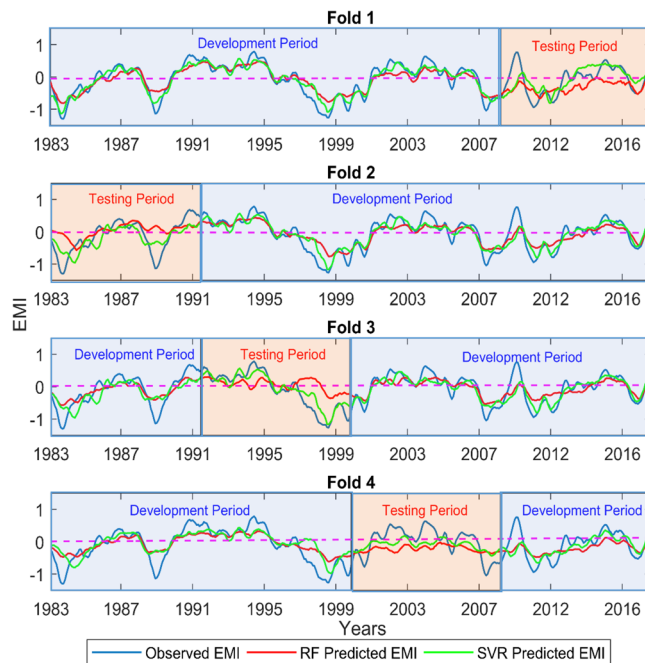 Fold 1
Development Period
Testing Period
1
0
-1
1983 1987 1991 1995 1999 2003 2007 2012 2016
Fold 2
Testing Period
Development Period
1
0
-1
1983 1987 1991 1995 1999 2003 2007 2012 2016
EMI
Fold 3
Development Period
Testing Period
Development Period
1
0
-1
1983 1987 1991 1995 1999 2003 2007 2012 2016
Fold 4
Development Period
Testing Period
Development Period
1
0
-1
1983 1987 1991 1995 1999 2003 2007 2012 2016
Years
Observed EMI RF Predicted EMI SVR Predicted EMI